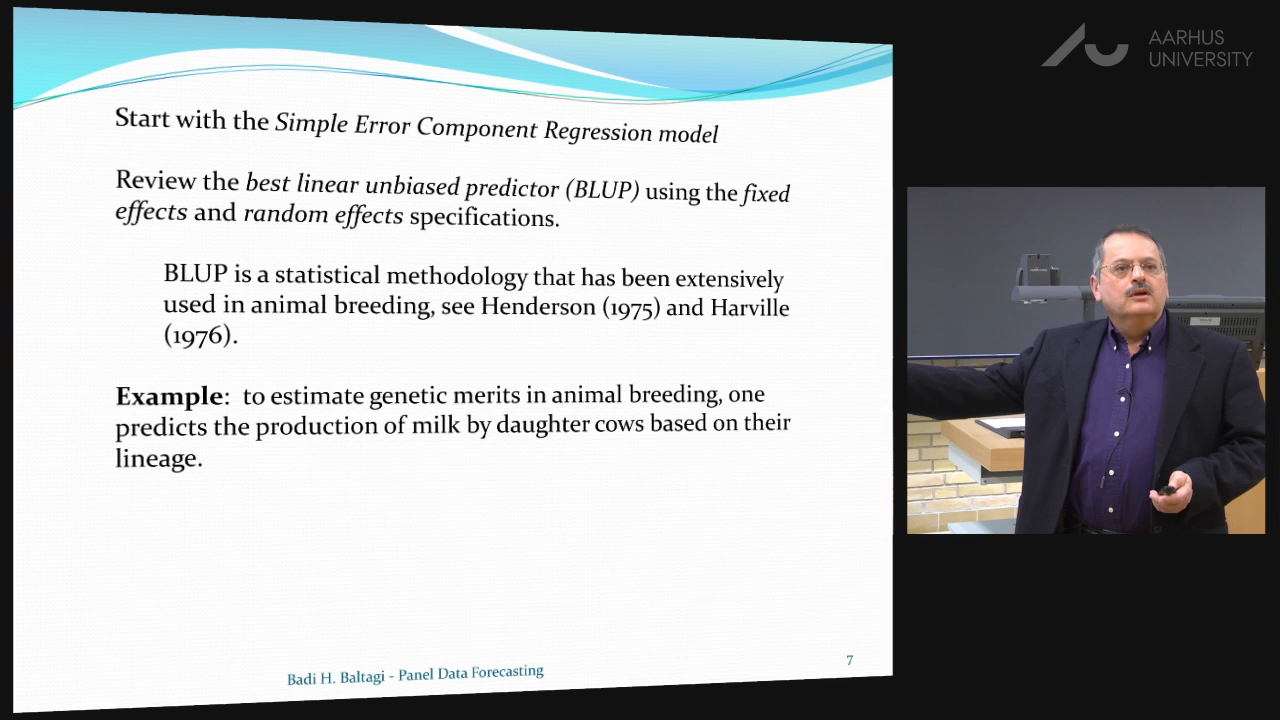 AARHUS
UNIVERSITY
Start with the Simple Error Component Regression model
Review the best linear unbiased predictor (BLUP) using the fixed
effects and random effects specifications.
BLUP is a statistical methodology that has been extensively
used in animal breeding, see Henderson (1975) and Harville
(1976).
Example: to estimate genetic merits in animal breeding, one
predicts the production of milk by daughter cows based on their
lineage.
Badi H. Baltagi - Panel Data Forecasting
7